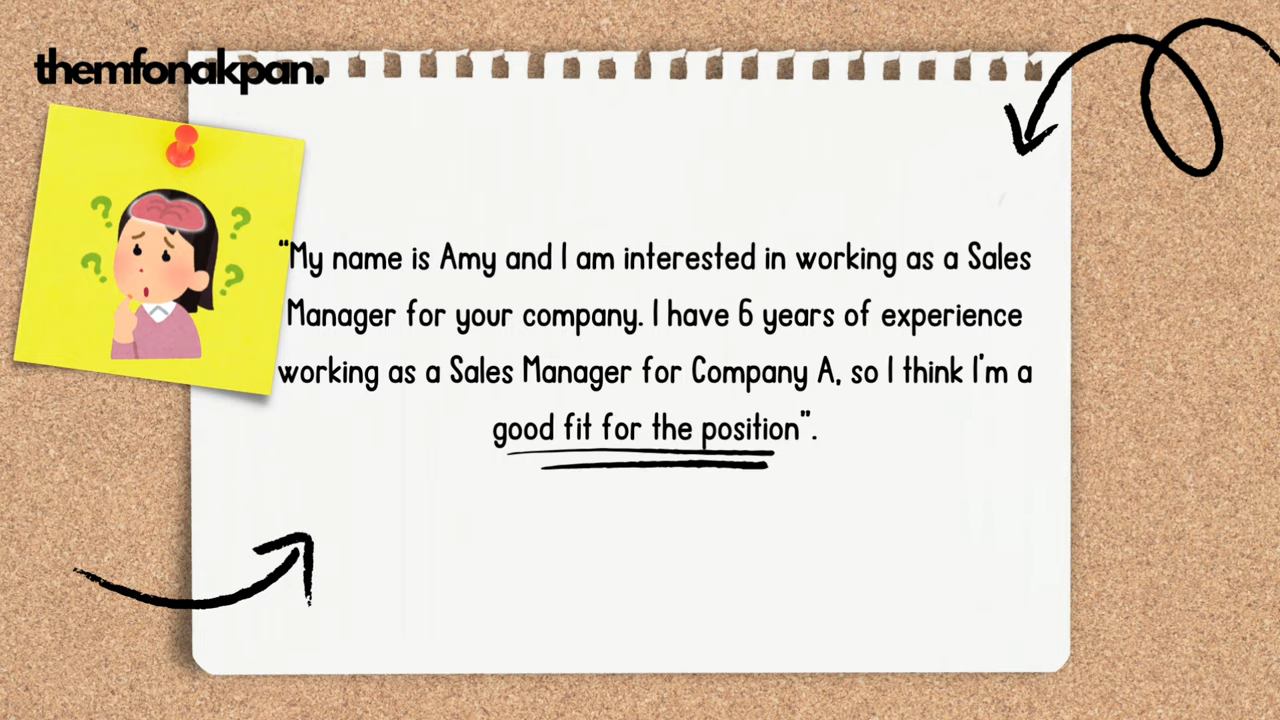 themfonakpan.
“My name is Amy and I am interested in working as a Sales
Manager for your company. I have 6 years of experience
working as a Sales Manager for Company A, so I think I'm a
good fit for the position”.